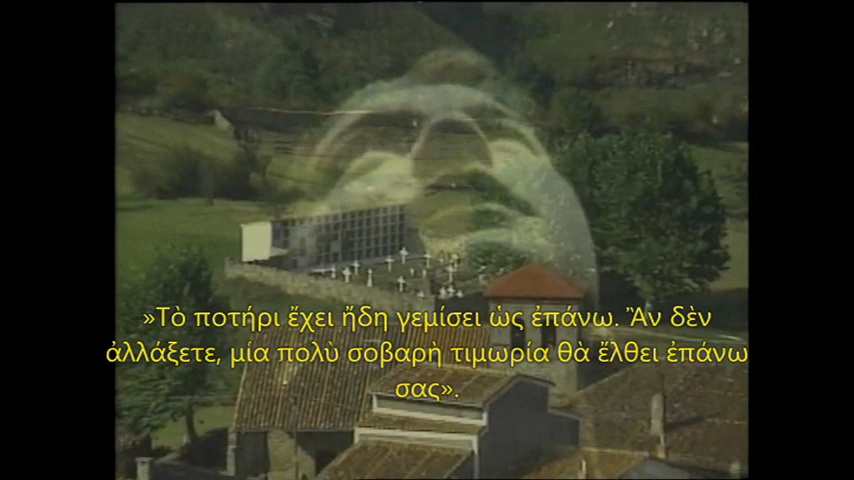 »Τὸ ποτήρι ἔχει ἤδη γεμίσει ὡς ἐπάνω. Ἂν δὲν
ἀλλάξετε, μία πολὺ σοβαρὴ τιμωρία θὰ ἔλθει ἐπάνω
σας».